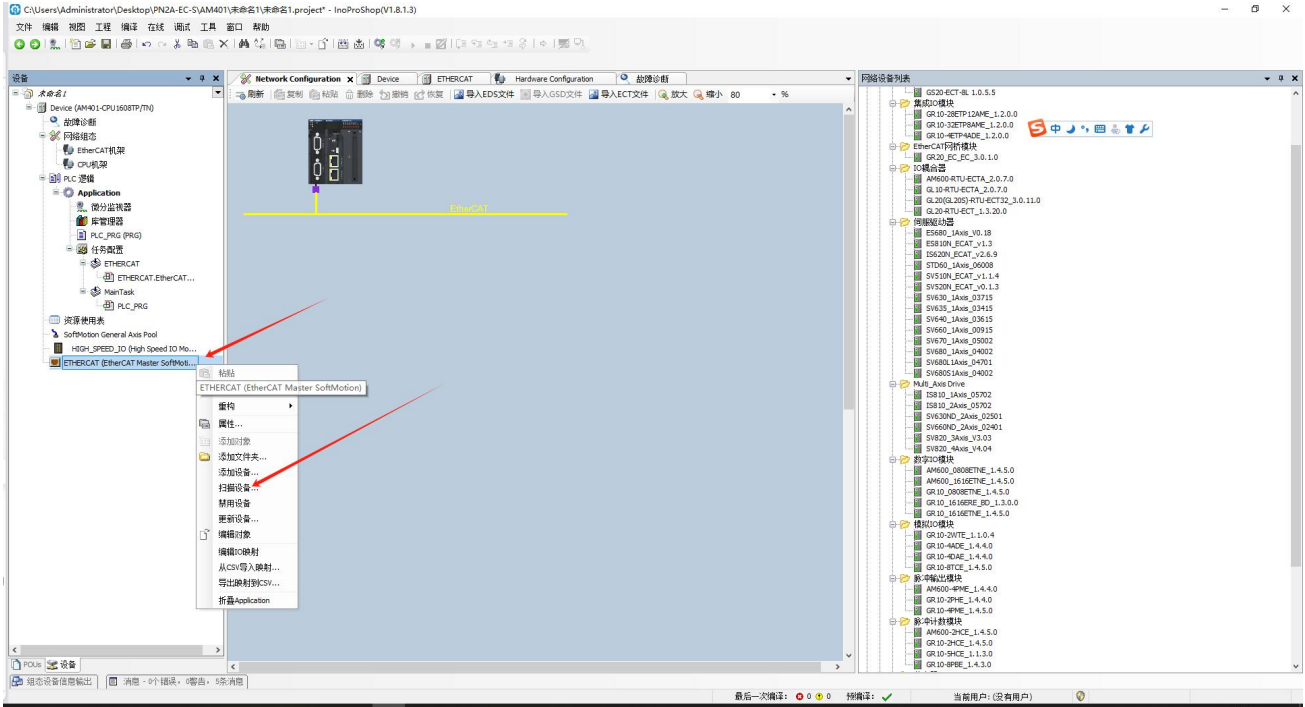 C:\Users\Administrator\Desktop\PN2A-EC-S\AM401\未命名1\未命名1.project* - InoProShop(V1.8.1.3)
文件 编辑 视图 工程 编译 在线 调试 工具 窗口 帮助
设备
未命名1
Device (AM401-CPU1608TP/TN)
故障诊断
网络组态
EtherCAT机架
CPU机架
PLC 逻辑
Application
微分监视器
库管理器
PLC_PRG (PRG)
任务配置
ETHERCAT
ETHERCAT.EtherCAT...
MainTask
PLC_PRG
资源使用表
SoftMotion General Axis Pool
HIGH_SPEED_IO (High Speed IO Mo...
ETHERCAT (EtherCAT Master SoftMoti...
POUs 设备
粘贴
ETHERCAT (EtherCAT Master SoftMotion)
重构
属性...
添加对象
添加文件夹...
添加设备...
扫描设备...
禁用设备
更新设备...
编辑对象
编辑IO映射
从CSV导入映射...
导出映射到CSV...
折叠Application
Network Configuration Device ETHERCAT Hardware Configuration 故障诊断
刷新 复制 粘贴 删除 撤销 恢复 导入EDS文件 导入GSD文件 导入ECT文件 放大 缩小 80 %
EtherCAT
网络设备列表
GS20-ECT-8L 1.0.5.5
集成IO模块
GR10-28ETP12AME_1.2.0.0
GR10-32ETP8AME_1.2.0.0
GR10-4ETP4ADE_1.2.0.0
中
EtherCAT网桥模块
GR20_EC_EC_3.0.1.0
IO耦合器
AM600-RTU-ECTA_2.0.7.0
GL10-RTU-ECTA_2.0.7.0
GL20(GL20S)-RTU-ECT32_3.0.11.0
GL20-RTU-ECT_1.3.20.0
伺服驱动器
ES680_1Axis_V0.18
ES810N_ECAT_v1.3
IS620N_ECAT_v2.6.9
STD60_1Axis_06008
SV510N_ECAT_v1.1.4
SV520N_ECAT_v0.1.3
SV630_1Axis_03715
SV635_1Axis_03415
SV640_1Axis_03615
SV660_1Axis_00915
SV670_1Axis_05002
SV680_1Axis_04002
SV680L1Axis_04701
SV680S1Axis_04002
Multi_Axis Drive
IS810_1Axis_05702
IS810_2Axis_05702
SV630ND_2Axis_02501
SV660ND_2Axis_02401
SV820_3Axis_V3.03
SV820_4Axis_V4.04
数字IO模块
AM600_0808ETNE_1.4.5.0
AM600_1616ETNE_1.4.5.0
GR10_0808ETNE_1.4.5.0
GR10_1616ERE_BD_1.3.0.0
GR10_1616ETNE_1.4.5.0
模拟IO模块
GR10-2WTE_1.1.0.4
GR10-4ADE_1.4.4.0
GR10-4DAE_1.4.4.0
GR10-8TCE_1.4.5.0
脉冲输出模块
AM600-4PME_1.4.4.0
GR10-2PHE_1.4.4.0
GR10-4PME_1.4.5.0
脉冲计数模块
AM600-2HCE_1.4.5.0
GR10-2HCE_1.4.5.0
GR10-5HCE_1.1.3.0
GR10-8PBE_1.4.3.0
组态设备信息输出 消息 - 0个错误，0警告，5条消息
最后一次编译： 0 0 预编译： 当前用户：(没有用户)